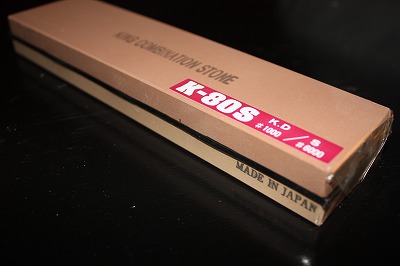 KING COMBINATION STONE
K-80S
K.D / S
#1000 / #6000
MADE IN JAPAN